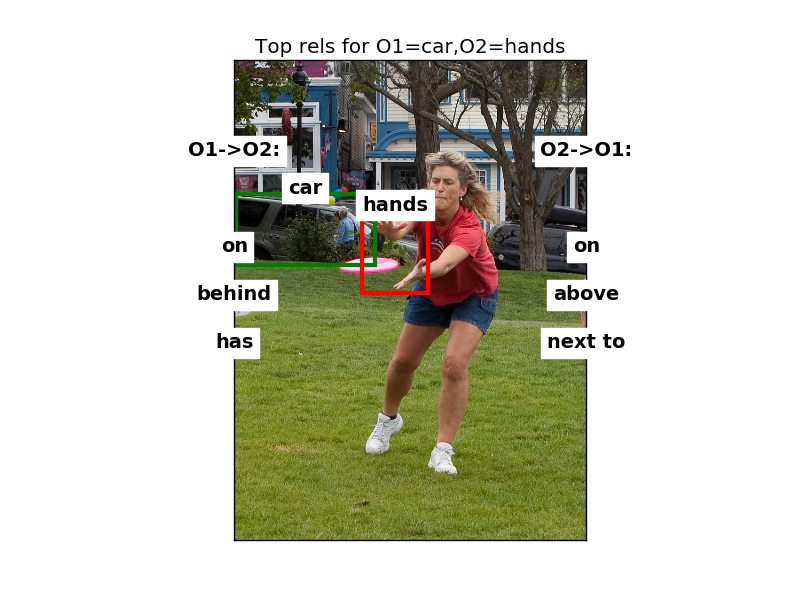 Top rels for O1=car,O2=hands
O1->O2:
O2->O1:
car
hands
on
on
behind
above
has
next to